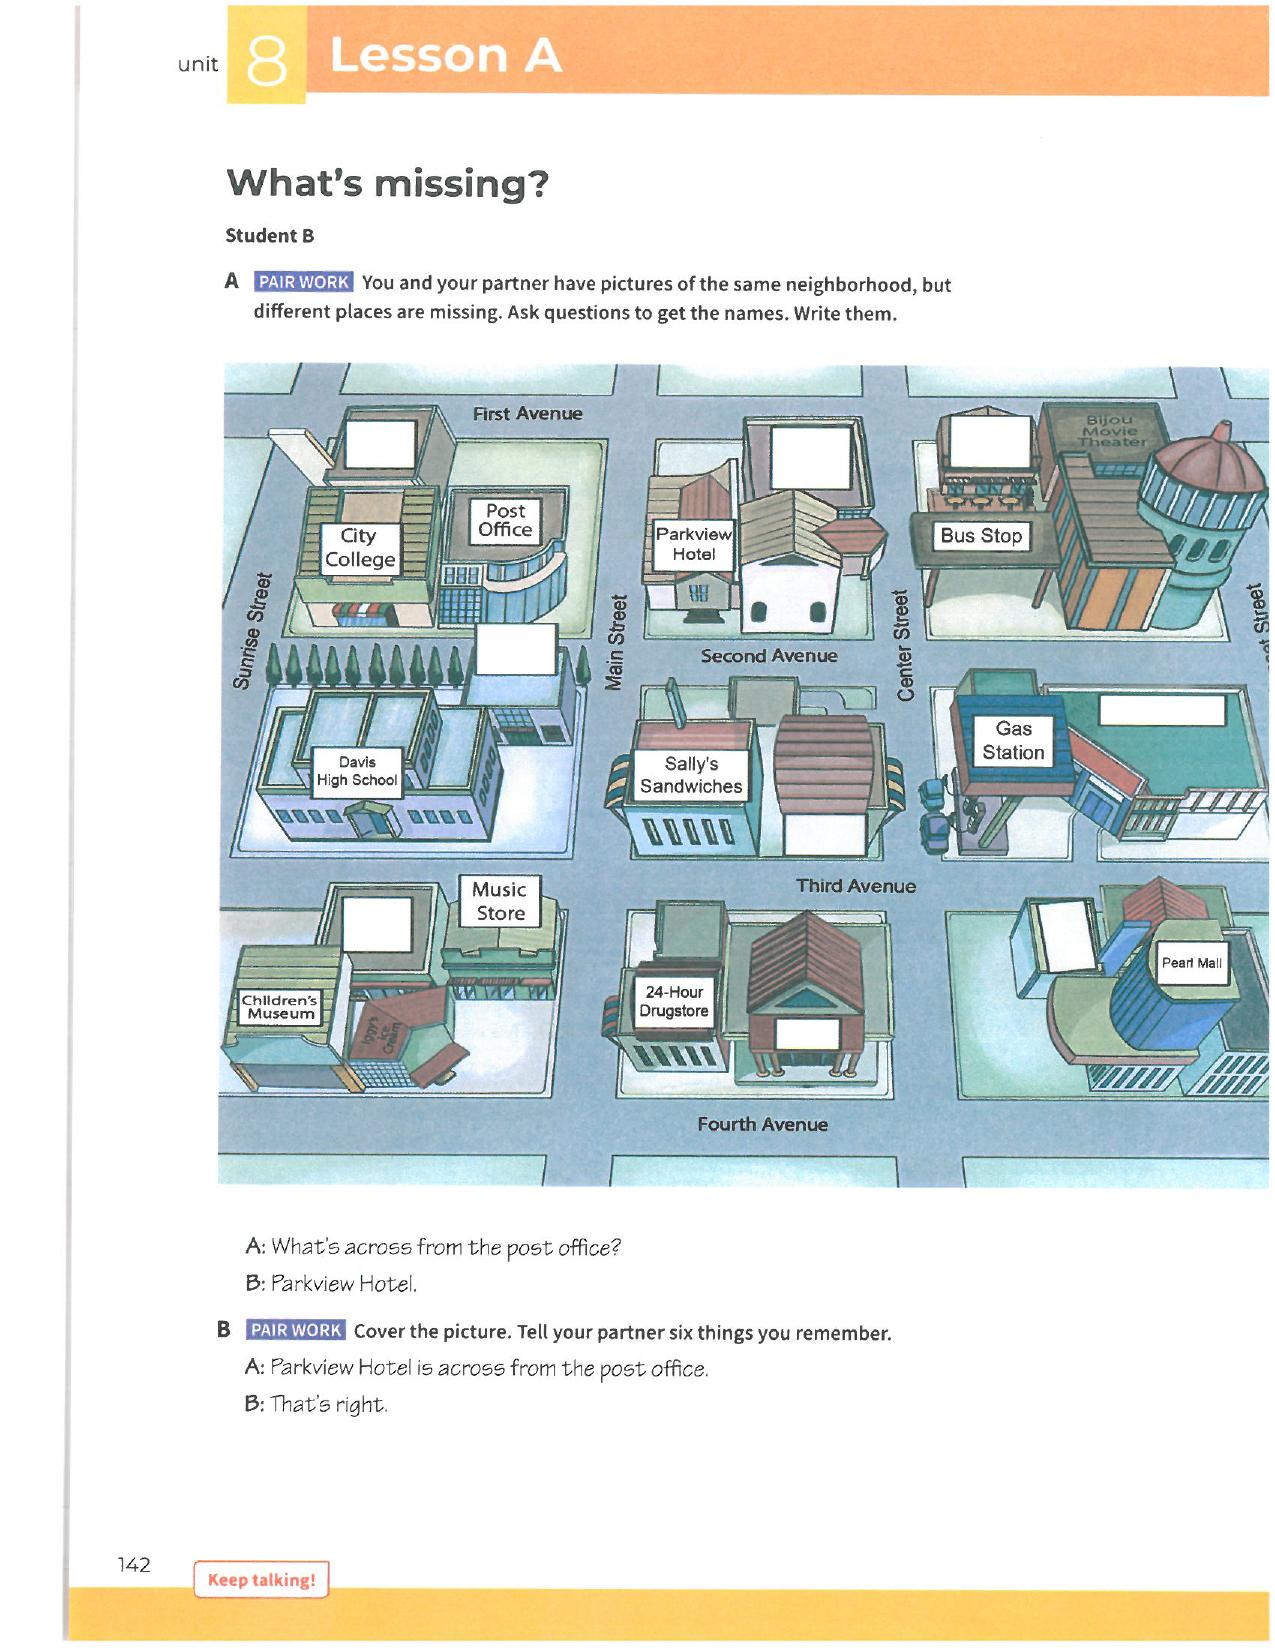 unit 8 Lesson A
What's missing?
Student B
A PAIR WORK You and your partner have pictures of the same neighborhood, but
different places are missing. Ask questions to get the names. Write them.
First Avenue
Bijou
Movie
Theater
Post
Office
City
College
Parkview
Hotel
Bus Stop
Sunrise Street
Main Street
Center Street
Street
Second Avenue
Davis
High School
Sally's
Sandwiches
Gas
Station
Third Avenue
Music
Store
Children's
Museum
Iggy's
Ice
Cream
24-Hour
Drugstore
Pearl Mall
Fourth Avenue
A: What's across from the post office?
B: Parkview Hotel.
B PAIR WORK Cover the picture. Tell your partner six things you remember.
A: Parkview Hotel is across from the post office.
B: That's right.
142
Keep talking!